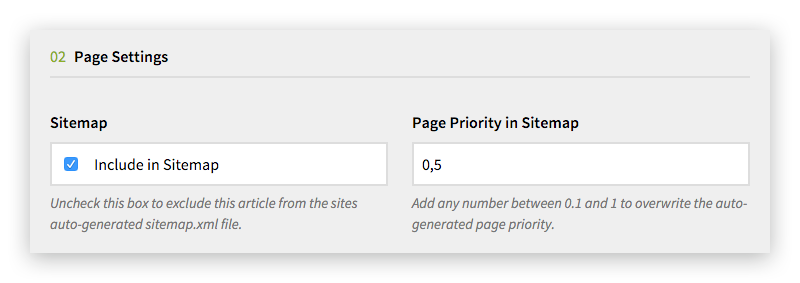 02 Page Settings
Sitemap
Include in Sitemap
Uncheck this box to exclude this article from the sites
auto-generated sitemap.xml file.
Page Priority in Sitemap
0,5
Add any number between 0.1 and 1 to overwrite the auto-
generated page priority.